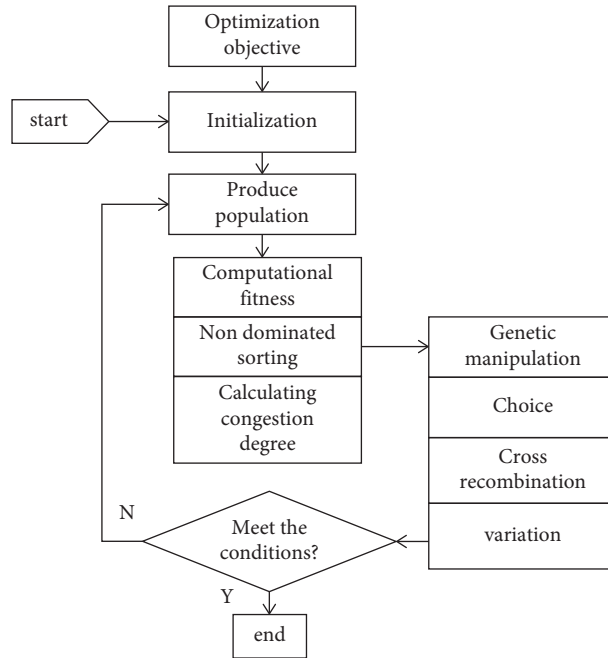 Optimization
objective
start
Initialization
Produce
population
Computational
fitness
Non dominated
sorting
Calculating
congestion
degree
Genetic
manipulation
Choice
Cross
recombination
variation
N
Meet the
conditions?
Y
end